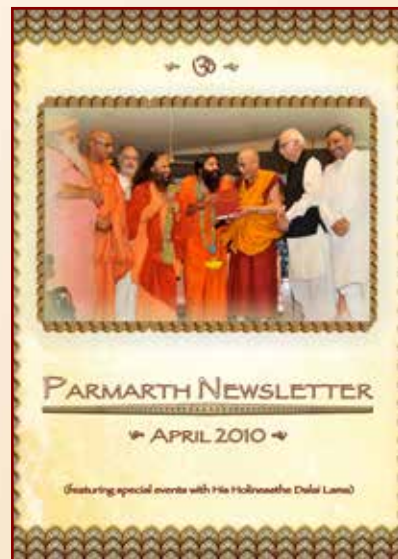 ॐ
PARMARTH NEWSLETTER
APRIL 2010
(featuring special events with His Holinessthe Dalai Lama)